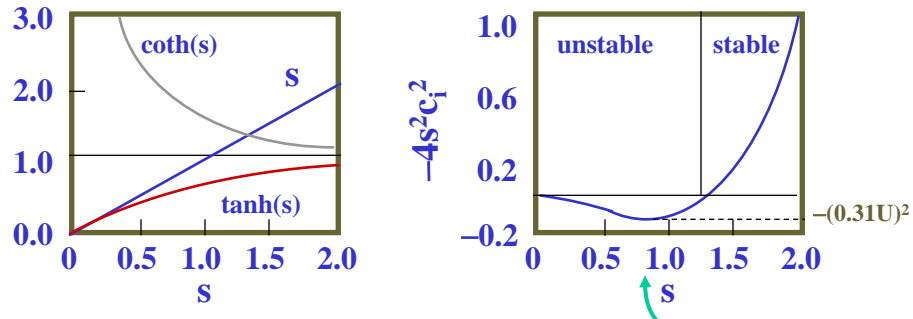 3.0
coth(s)
s
2.0
1.0
tanh(s)
0.0
0 0.5 1.0 1.5 2.0
s
1.0
unstable stable
0.6
−4s²cᵢ²
0.2
−(0.31U)²
−0.2
0 0.5 1.0 1.5 2.0
s